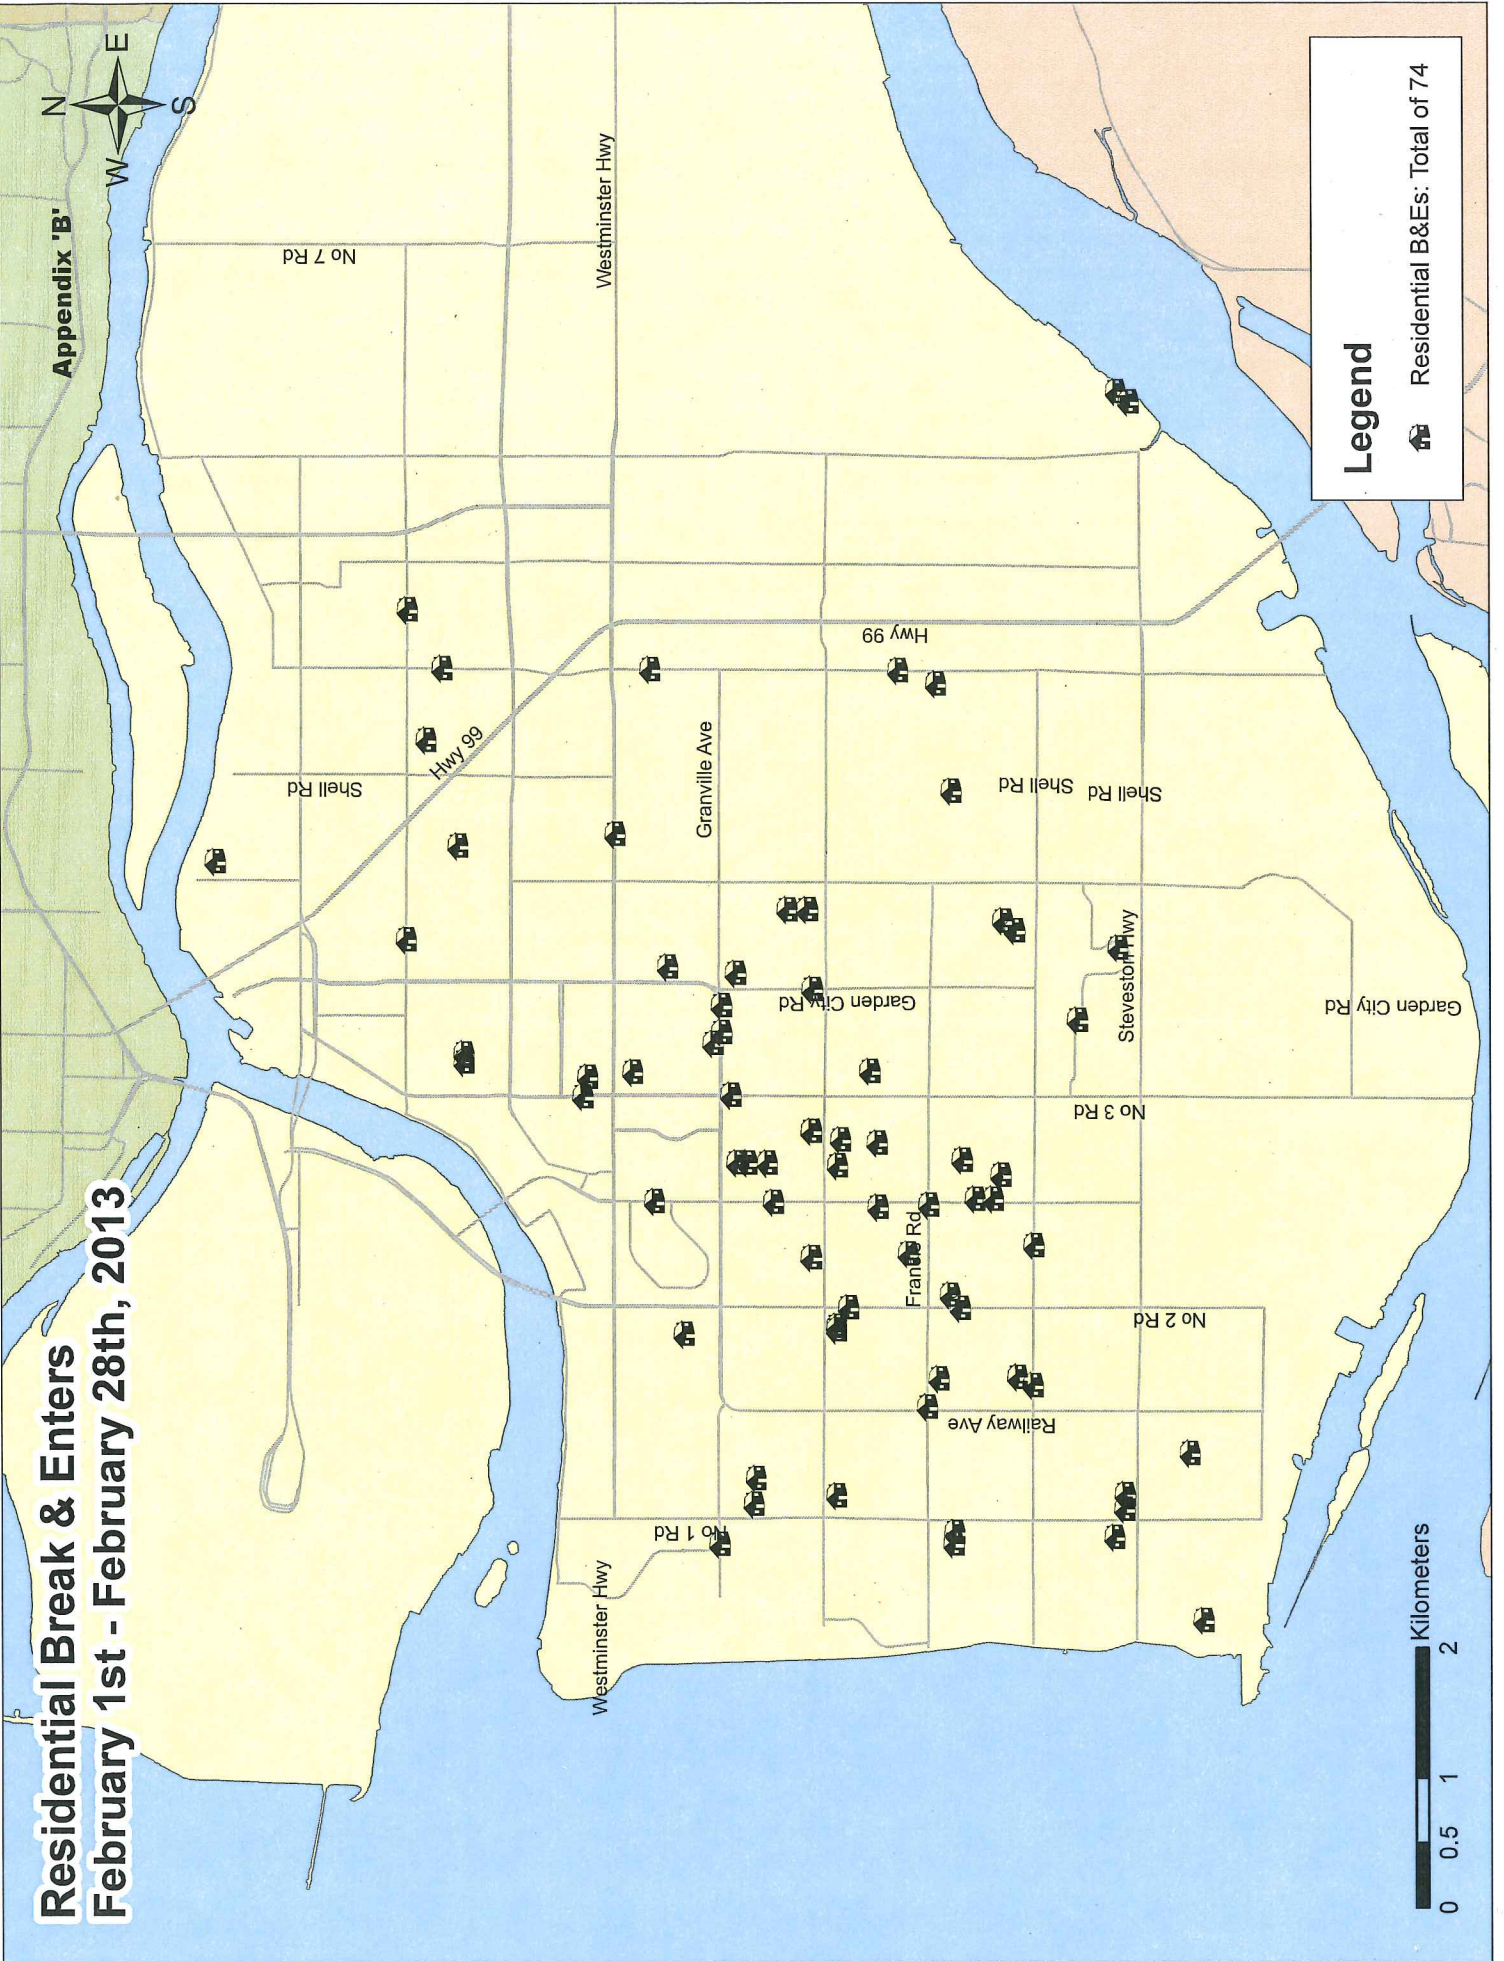 Residential Break & Enters
February 1st - February 28th, 2013
Appendix 'B'
N
W
E
S
No 7 Rd
Westminster Hwy
Shell Rd
Hwy 99
Granville Ave
Hwy 99
Shell Rd
Shell Rd
Garden City Rd
Steveston Hwy
Garden City Rd
No 3 Rd
Francis Rd
No 2 Rd
Railway Ave
No 1 Rd
Westminster Hwy
Legend
Residential B&Es: Total of 74
0 0.5 1 2
Kilometers